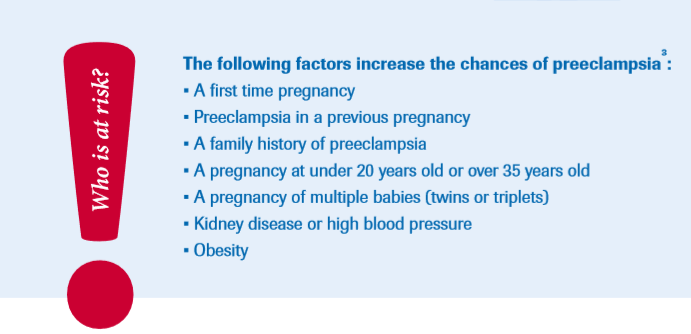 Who is at risk?
The following factors increase the chances of preeclampsia³:
▪ A first time pregnancy
▪ Preeclampsia in a previous pregnancy
▪ A family history of preeclampsia
▪ A pregnancy at under 20 years old or over 35 years old
▪ A pregnancy of multiple babies (twins or triplets)
▪ Kidney disease or high blood pressure
▪ Obesity